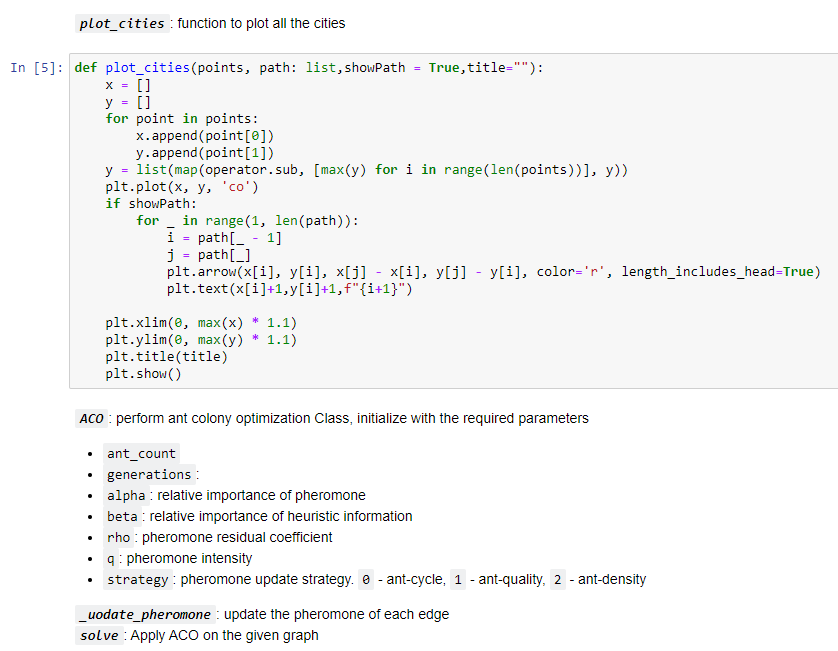 plot_cities : function to plot all the cities
In [5]: def plot_cities(points, path: list,showPath = True,title=""):
x = []
y = []
for point in points:
x.append(point[0])
y.append(point[1])
y = list(map(operator.sub, [max(y) for i in range(len(points))], y))
plt.plot(x, y, 'co')
if showPath:
for _ in range(1, len(path)):
i = path[_ - 1]
j = path[_]
plt.arrow(x[i], y[i], x[j] - x[i], y[j] - y[i], color='r', length_includes_head=True)
plt.text(x[i]+1,y[i]+1,f"{i+1}")
plt.xlim(0, max(x) * 1.1)
plt.ylim(0, max(y) * 1.1)
plt.title(title)
plt.show()
ACO : perform ant colony optimization Class, initialize with the required parameters
• ant_count
• generations :
• alpha : relative importance of pheromone
• beta : relative importance of heuristic information
• rho : pheromone residual coefficient
• q : pheromone intensity
• strategy : pheromone update strategy. 0 - ant-cycle, 1 - ant-quality, 2 - ant-density
_uodate_pheromone : update the pheromone of each edge
solve : Apply ACO on the given graph